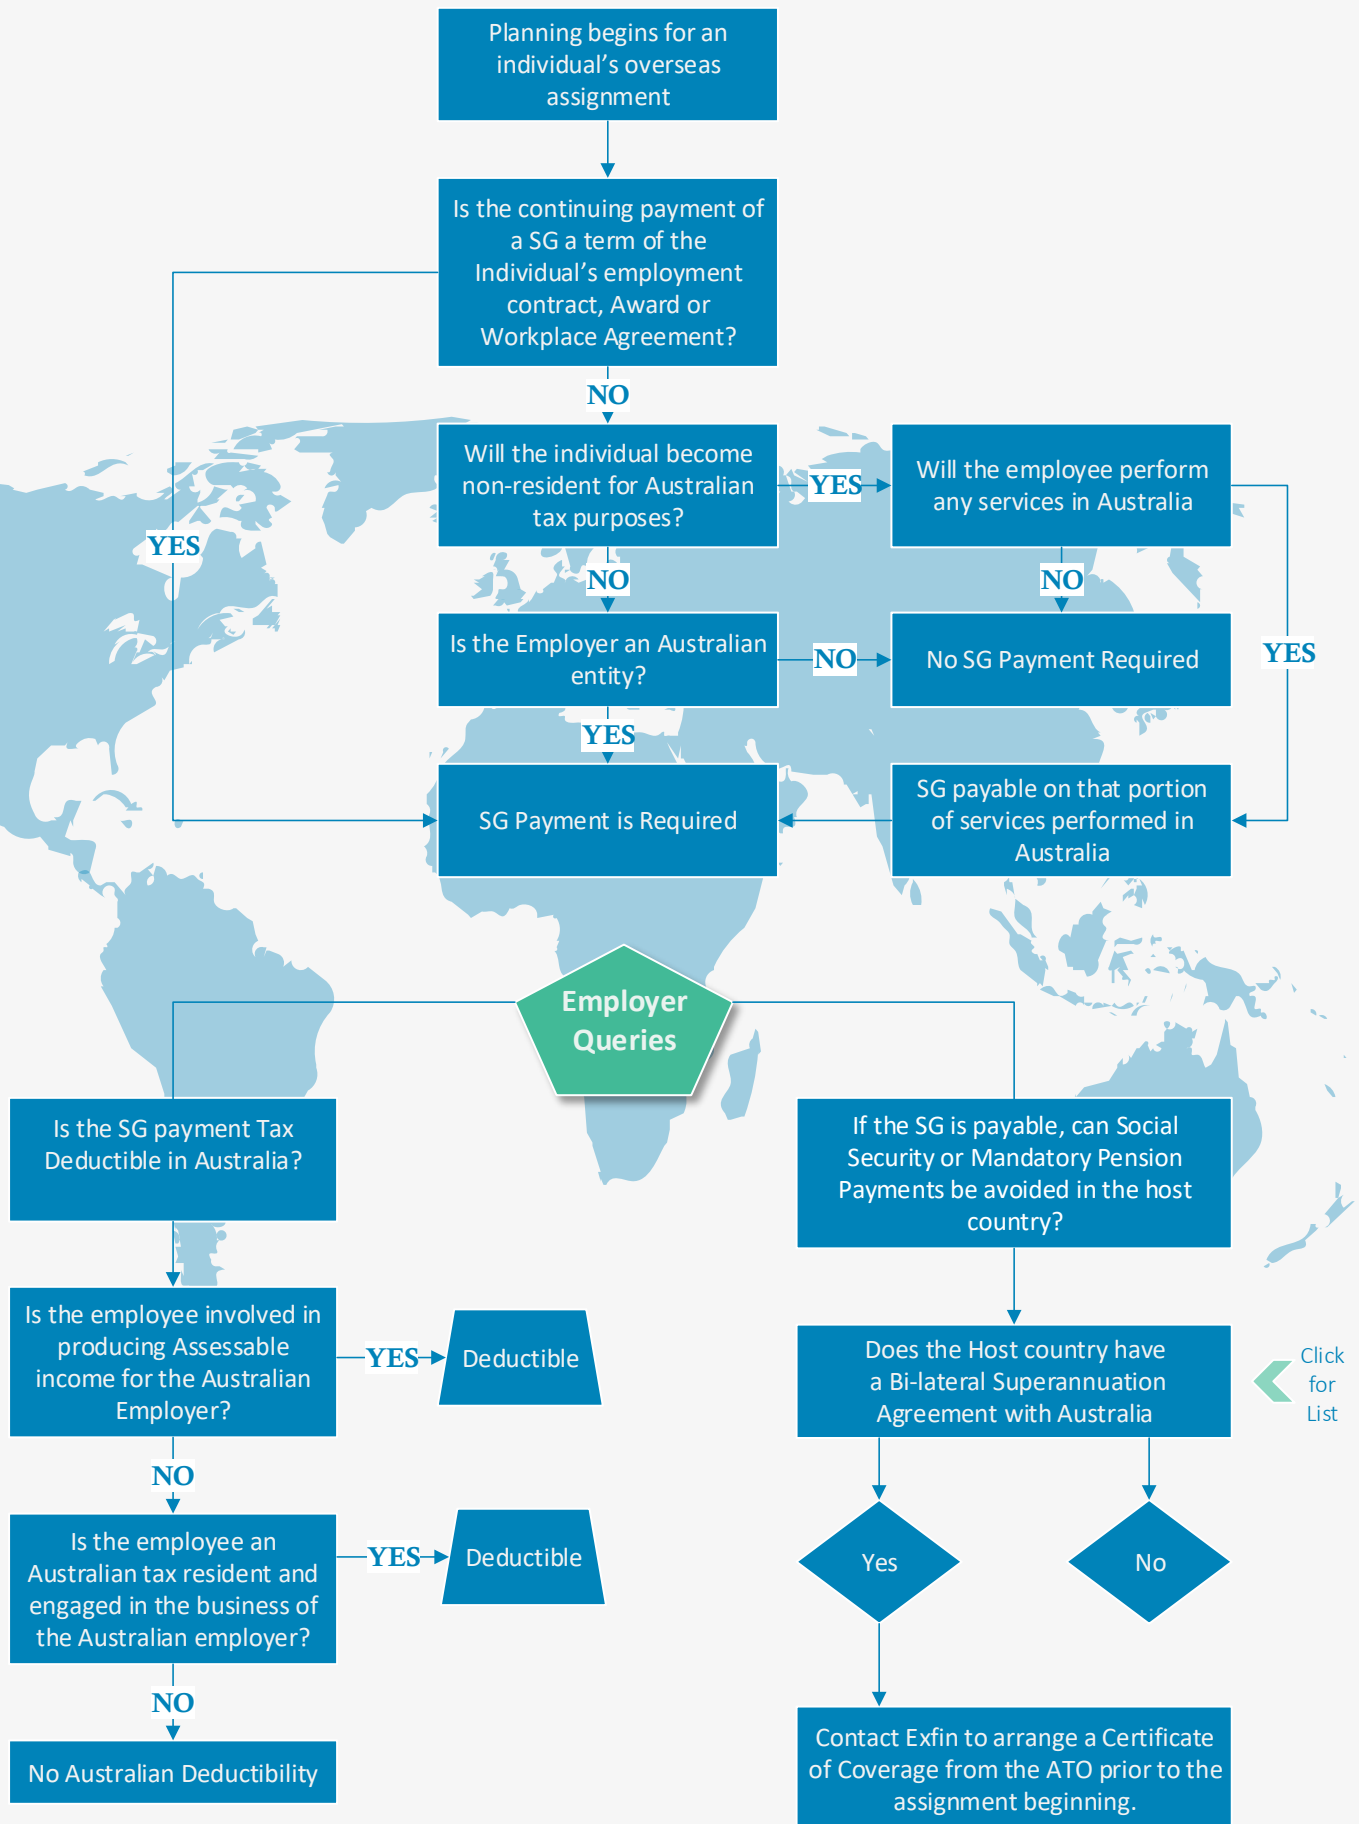 Planning begins for an
individual's overseas
assignment
Is the continuing payment of
a SG a term of the
Individual's employment
contract, Award or
Workplace Agreement?
NO
YES
Will the individual become
non-resident for Australian
tax purposes?
YES
Will the employee perform
any services in Australia
NO
NO
YES
Is the Employer an Australian
entity?
NO
No SG Payment Required
YES
SG Payment is Required
SG payable on that portion
of services performed in
Australia
Employer
Queries
Is the SG payment Tax
Deductible in Australia?
Is the employee involved in
producing Assessable
income for the Australian
Employer?
YES
Deductible
NO
Is the employee an
Australian tax resident and
engaged in the business of
the Australian employer?
YES
Deductible
NO
No Australian Deductibility
If the SG is payable, can Social
Security or Mandatory Pension
Payments be avoided in the host
country?
Does the Host country have
a Bi-lateral Superannuation
Agreement with Australia
Click
for
List
Yes
No
Contact Exfin to arrange a Certificate
of Coverage from the ATO prior to the
assignment beginning.